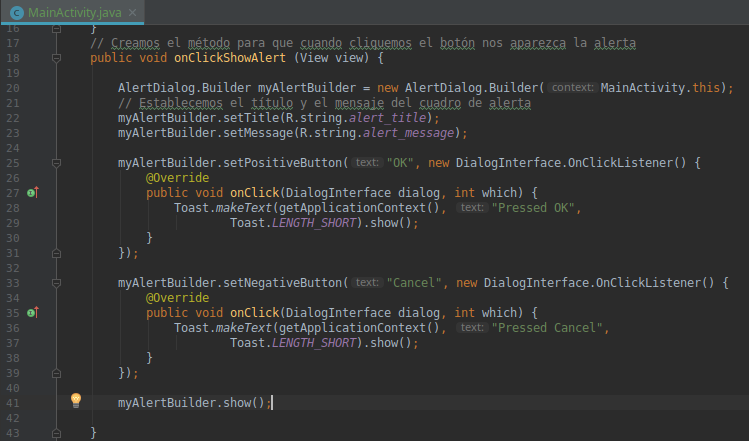 MainActivity.java
16 }
17 // Creamos el método para que cuando cliquemos el botón nos aparezca la alerta
18 public void onClickShowAlert (View view) {
19
20 AlertDialog.Builder myAlertBuilder = new AlertDialog.Builder( context: MainActivity.this);
21 // Establecemos el título y el mensaje del cuadro de alerta
22 myAlertBuilder.setTitle(R.string.alert_title);
23 myAlertBuilder.setMessage(R.string.alert_message);
24
25 myAlertBuilder.setPositiveButton( text: "OK", new DialogInterface.OnClickListener() {
26 @Override
27 public void onClick(DialogInterface dialog, int which) {
28 Toast.makeText(getApplicationContext(), text: "Pressed OK",
29 Toast.LENGTH_SHORT).show();
30 }
31 });
32
33 myAlertBuilder.setNegativeButton( text: "Cancel", new DialogInterface.OnClickListener() {
34 @Override
35 public void onClick(DialogInterface dialog, int which) {
36 Toast.makeText(getApplicationContext(), text: "Pressed Cancel",
37 Toast.LENGTH_SHORT).show();
38 }
39 });
40
41 myAlertBuilder.show();
42
43 }